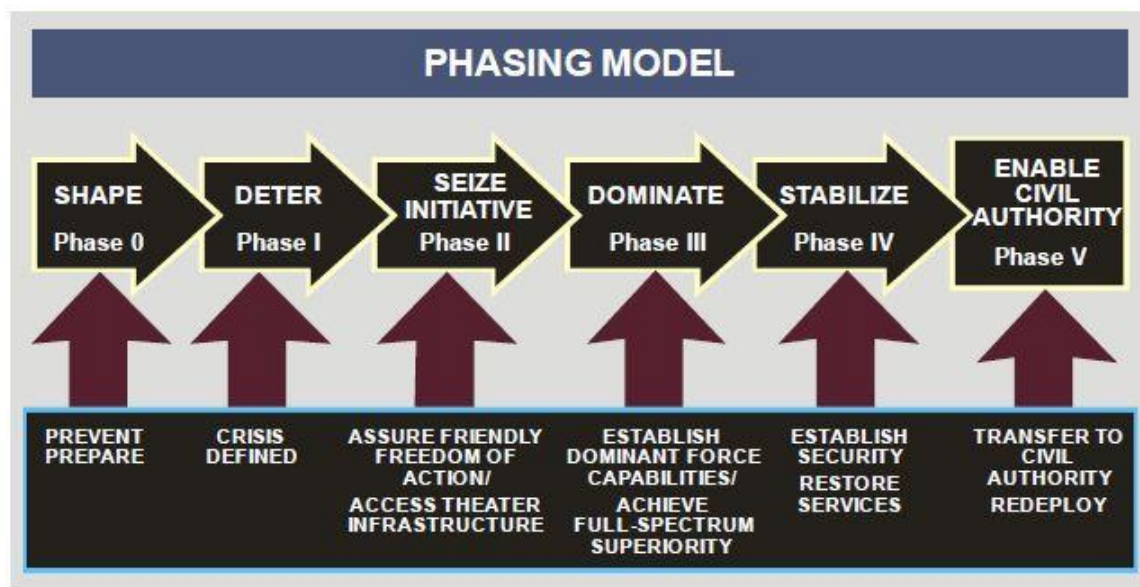 PHASING MODEL
SHAPE
Phase 0
DETER
Phase I
SEIZE
INITIATIVE
Phase II
DOMINATE
Phase III
STABILIZE
Phase IV
ENABLE
CIVIL
AUTHORITY
Phase V
PREVENT
PREPARE
CRISIS
DEFINED
ASSURE FRIENDLY
FREEDOM OF
ACTION/
ACCESS THEATER
INFRASTRUCTURE
ESTABLISH
DOMINANT FORCE
CAPABILITIES/
ACHIEVE
FULL-SPECTRUM
SUPERIORITY
ESTABLISH
SECURITY
RESTORE
SERVICES
TRANSFER TO
CIVIL
AUTHORITY
REDEPLOY